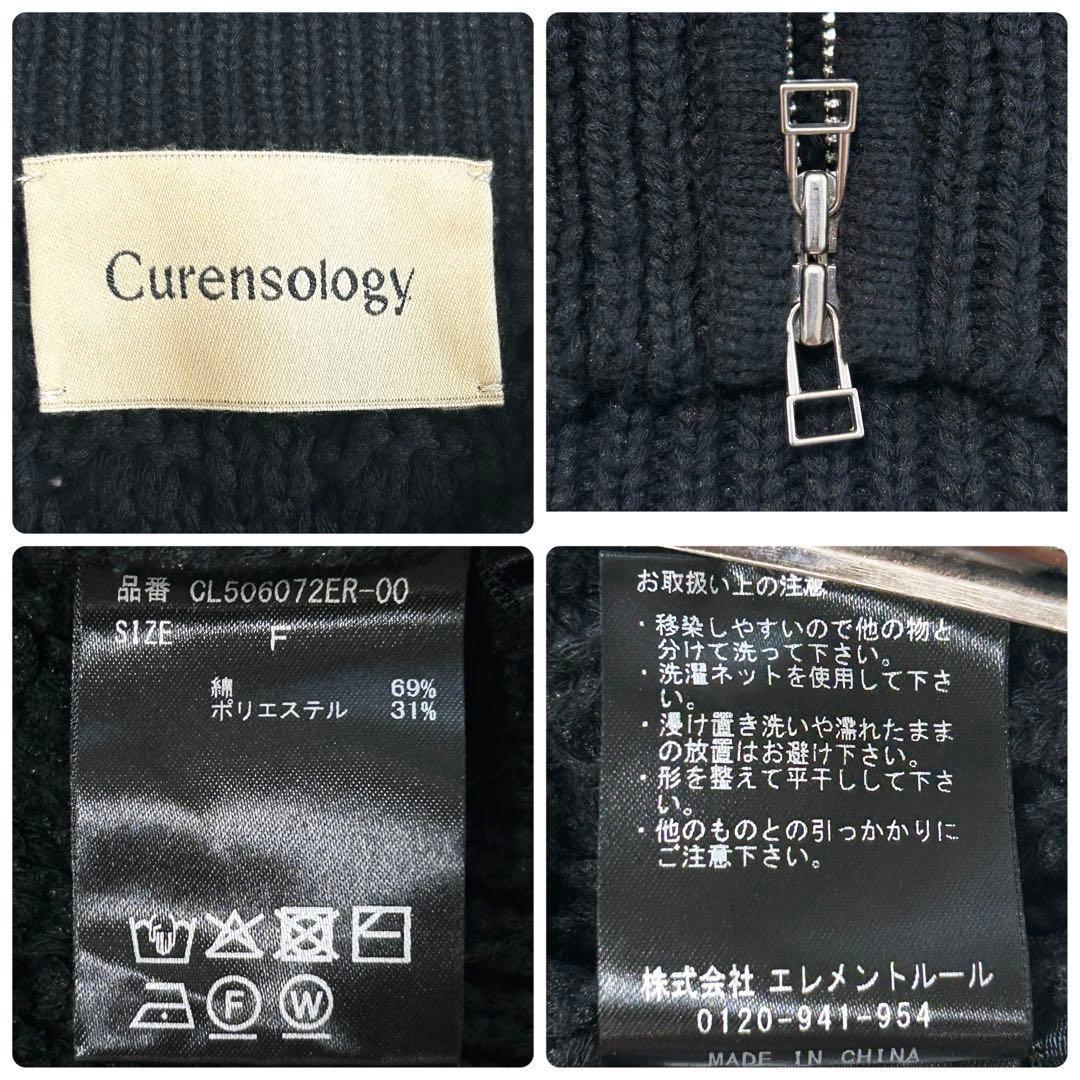 Curensology
品番 CL506072ER-00
SIZE F
綿 69%
ポリエステル 31%
F W
お取扱い上の注意
・移染しやすいので他の物と
分けて洗って下さい。
・洗濯ネットを使用して下さ
い。
・浸け置き洗いや濡れたまま
の放置はお避け下さい。
・形を整えて平干しして下さ
い。
・他のものとの引っかかりに
ご注意下さい。
株式会社 エレメントルール
0120-941-954
MADE IN CHINA